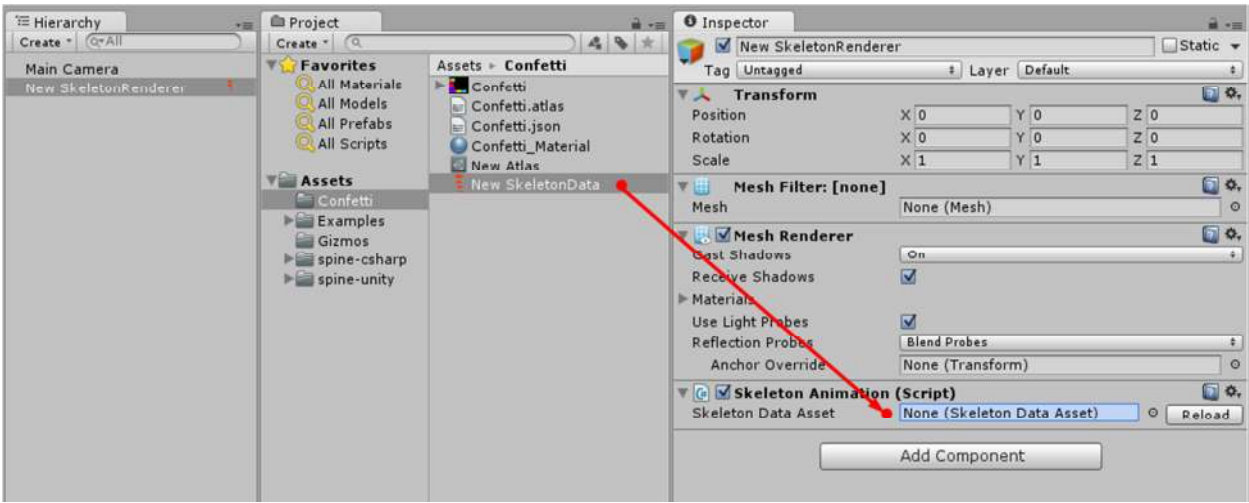 Hierarchy
Create
All
Main Camera
New SkeletonRenderer
Project
Create
Favorites
All Materials
All Models
All Prefabs
All Scripts
Assets
Confetti
Examples
Gizmos
spine-csharp
spine-unity
Assets Confetti
Confetti
Confetti.atlas
Confetti.json
Confetti_Material
New Atlas
New SkeletonData
Inspector
New SkeletonRenderer Static
Tag Untagged Layer Default
Transform
Position X 0 Y 0 Z 0
Rotation X 0 Y 0 Z 0
Scale X 1 Y 1 Z 1
Mesh Filter: [none]
Mesh None (Mesh)
Mesh Renderer
Cast Shadows On
Receive Shadows
Materials
Use Light Probes
Reflection Probes Blend Probes
Anchor Override None (Transform)
Skeleton Animation (Script)
Skeleton Data Asset None (Skeleton Data Asset) Reload
Add Component